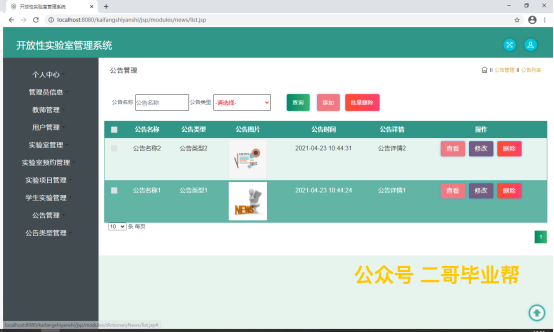 开放性实验室管理系统
localhost:8080/kaifangshiyanshi/jsp/modules/news/list.jsp
开放性实验室管理系统
个人中心
管理员信息
教师管理
用户管理
实验室管理
实验室预约管理
实验项目管理
学生实验管理
公告管理
公告类型管理
公告管理
公告管理 公告列表
公告名称 公告名称 公告类型 -请选择- 查询 添加 批量删除
公告名称 公告类型 公告图片 公告时间 公告详情 操作
公告名称2 公告类型2 2021-04-23 10:44:31 公告详情2 查看 修改 删除
公告名称1 公告类型1 NEWS 2021-04-23 10:44:24 公告详情1 查看 修改 删除
10 条 每页
1
公众号 二哥毕业帮
localhost:8080/kaifangshiyanshi/jsp/modules/dictionaryNews/list.jsp#